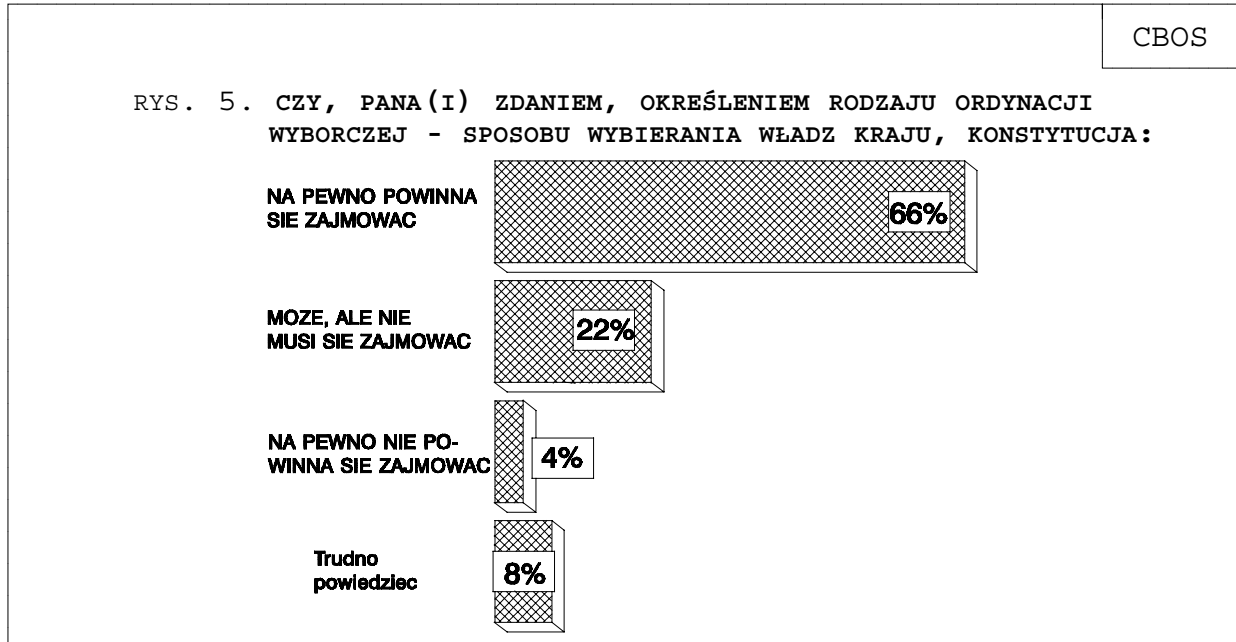 CBOS
RYS. 5. CZY, PANA(I) ZDANIEM, OKREŚLENIEM RODZAJU ORDYNACJI
WYBORCZEJ - SPOSOBU WYBIERANIA WŁADZ KRAJU, KONSTYTUCJA:
NA PEWNO POWINNA
SIE ZAJMOWAC
66%
MOZE, ALE NIE
MUSI SIE ZAJMOWAC
22%
NA PEWNO NIE PO-
WINNA SIE ZAJMOWAC
4%
Trudno
powiedziec
8%